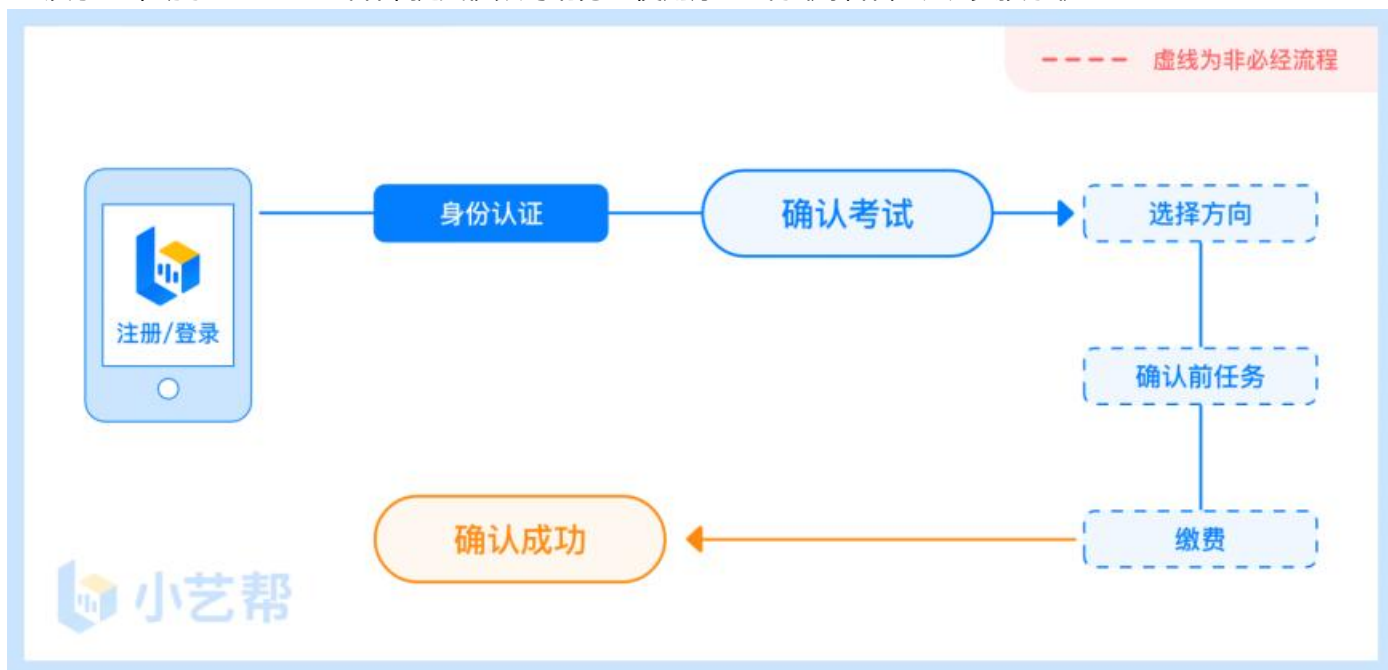 虚线为非必经流程
身份认证
确认考试
选择方向
注册/登录
确认前任务
确认成功
缴费
小艺帮